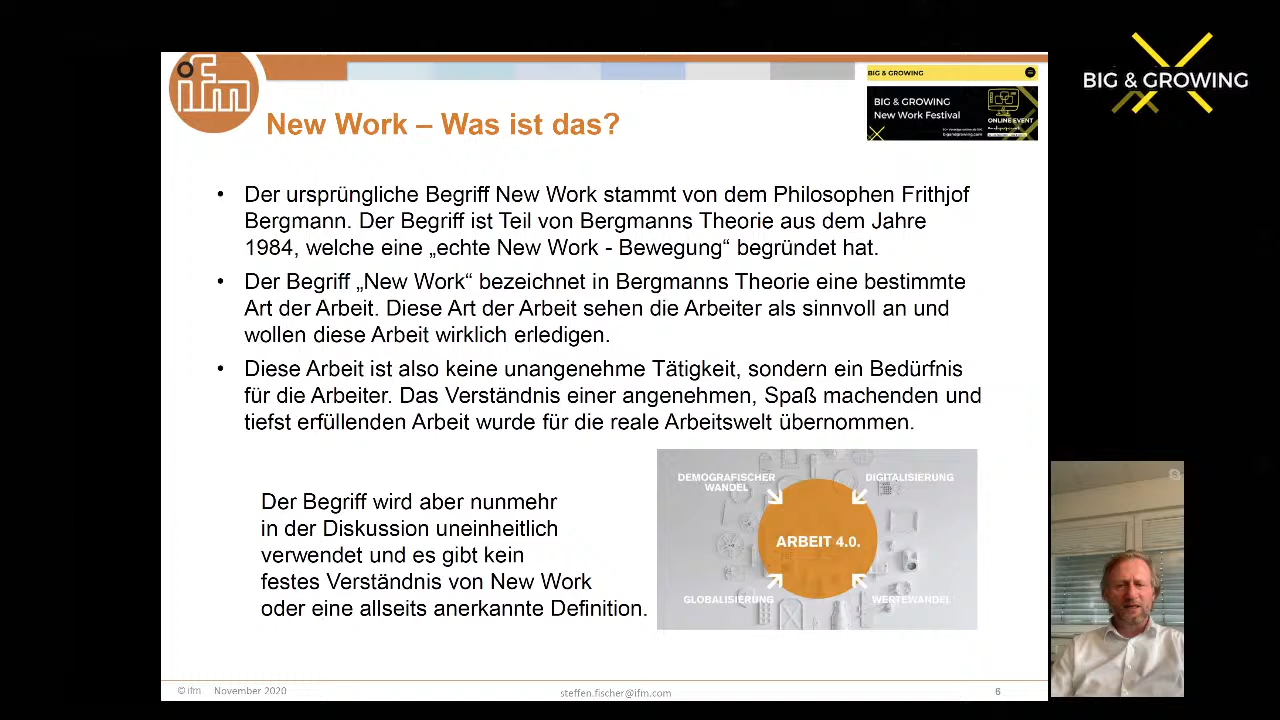 ifm
New Work – Was ist das?
BIG & GROWING
BIG & GROWING
New Work Festival
ONLINE EVENT
BIG & GROWING
• Der ursprüngliche Begriff New Work stammt von dem Philosophen Frithjof
Bergmann. Der Begriff ist Teil von Bergmanns Theorie aus dem Jahre
1984, welche eine „echte New Work - Bewegung“ begründet hat.
• Der Begriff „New Work“ bezeichnet in Bergmanns Theorie eine bestimmte
Art der Arbeit. Diese Art der Arbeit sehen die Arbeiter als sinnvoll an und
wollen diese Arbeit wirklich erledigen.
• Diese Arbeit ist also keine unangenehme Tätigkeit, sondern ein Bedürfnis
für die Arbeiter. Das Verständnis einer angenehmen, Spaß machenden und
tiefst erfüllenden Arbeit wurde für die reale Arbeitswelt übernommen.
Der Begriff wird aber nunmehr
in der Diskussion uneinheitlich
verwendet und es gibt kein
festes Verständnis von New Work
oder eine allseits anerkannte Definition.
DEMOGRAFISCHER
WANDEL
DIGITALISIERUNG
ARBEIT 4.0.
GLOBALISIERUNG
WERTEWANDEL
© ifm November 2020
steffen.fischer@ifm.com
6